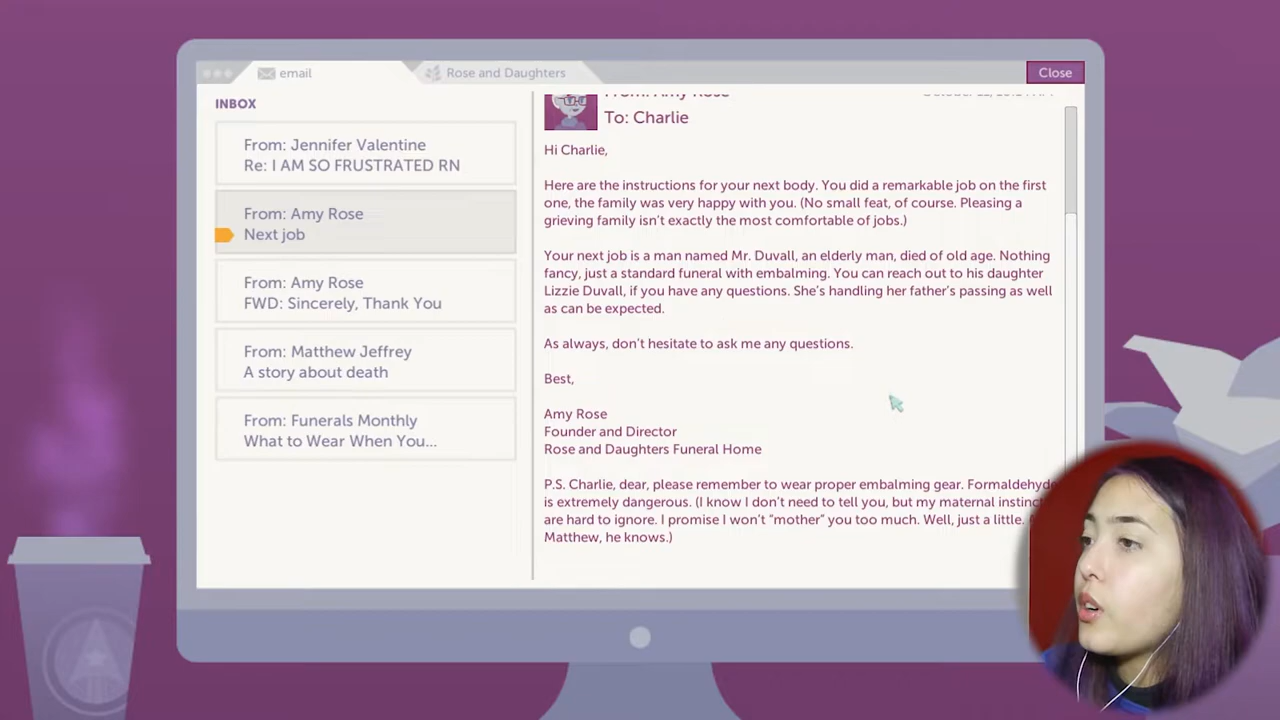 email
Rose and Daughters
Close
INBOX
From: Jennifer Valentine
Re: I AM SO FRUSTRATED RN
From: Amy Rose
Next job
From: Amy Rose
FWD: Sincerely, Thank You
From: Matthew Jeffrey
A story about death
From: Funerals Monthly
What to Wear When You...
From: Amy Rose
To: Charlie
Hi Charlie,
Here are the instructions for your next body. You did a remarkable job on the first
one, the family was very happy with you. (No small feat, of course. Pleasing a
grieving family isn't exactly the most comfortable of jobs.)
Your next job is a man named Mr. Duvall, an elderly man, died of old age. Nothing
fancy, just a standard funeral with embalming. You can reach out to his daughter
Lizzie Duvall, if you have any questions. She's handling her father's passing as well
as can be expected.
As always, don't hesitate to ask me any questions.
Best,
Amy Rose
Founder and Director
Rose and Daughters Funeral Home
P.S. Charlie, dear, please remember to wear proper embalming gear. Formaldehyde
is extremely dangerous. (I know I don't need to tell you, but my maternal instinct
are hard to ignore. I promise I won't "mother" you too much. Well, just a little.
Matthew, he knows.)